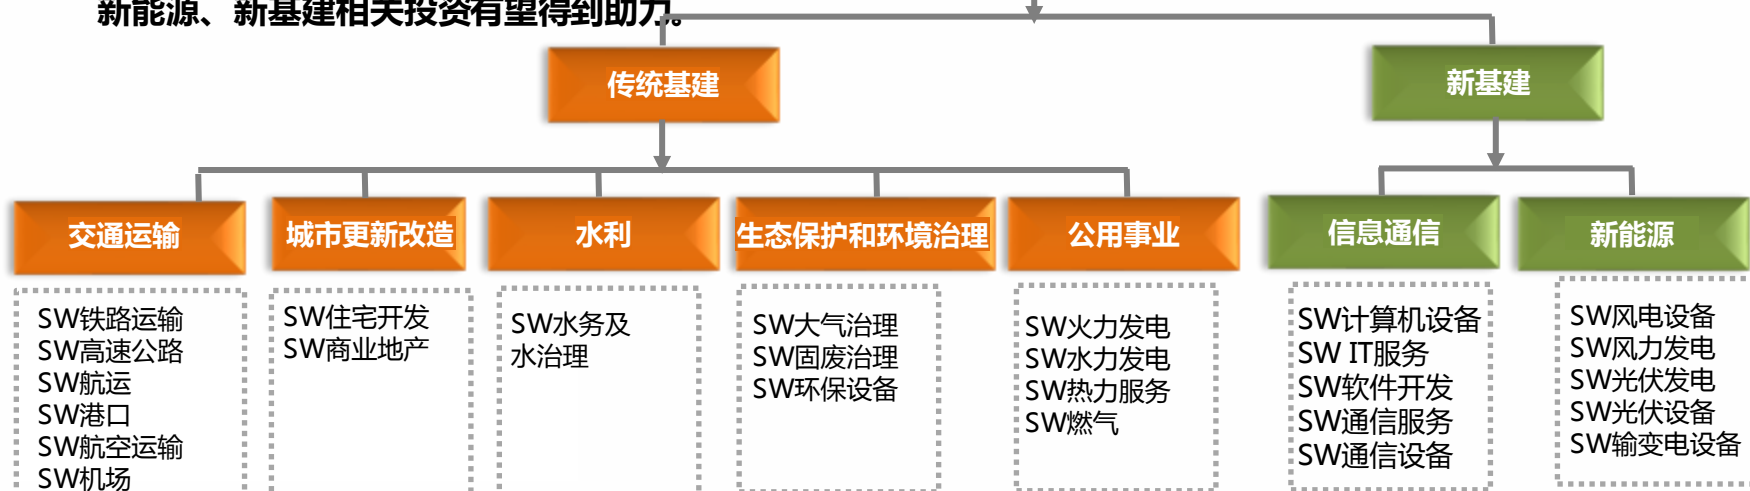 新能源、新基建相关投资有望得到助力。
传统基建
新基建
交通运输
城市更新改造
水利
生态保护和环境治理
公用事业
信息通信
新能源
SW铁路运输
SW高速公路
SW航运
SW港口
SW航空运输
SW机场
SW住宅开发
SW商业地产
SW水务及
水治理
SW大气治理
SW固废治理
SW环保设备
SW火力发电
SW水力发电
SW热力服务
SW燃气
SW计算机设备
SW IT服务
SW软件开发
SW通信服务
SW通信设备
SW风电设备
SW风力发电
SW光伏发电
SW光伏设备
SW输变电设备